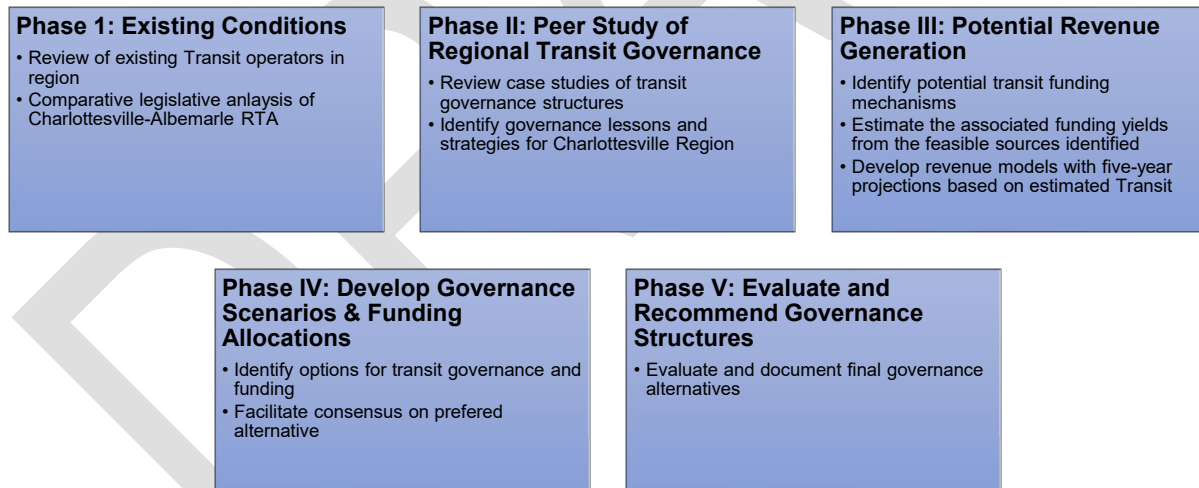 Phase 1: Existing Conditions
• Review of existing Transit operators in
region
• Comparative legislative anlaysis of
Charlottesville-Albemarle RTA
Phase II: Peer Study of
Regional Transit Governance
• Review case studies of transit
governance structures
• Identify governance lessons and
strategies for Charlottesville Region
Phase III: Potential Revenue
Generation
• Identify potential transit funding
mechanisms
• Estimate the associated funding yields
from the feasible sources identified
• Develop revenue models with five-year
projections based on estimated Transit
Phase IV: Develop Governance
Scenarios & Funding
Allocations
• Identify options for transit governance and
funding
• Facilitate consensus on prefered
alternative
Phase V: Evaluate and
Recommend Governance
Structures
• Evaluate and document final governance
alternatives